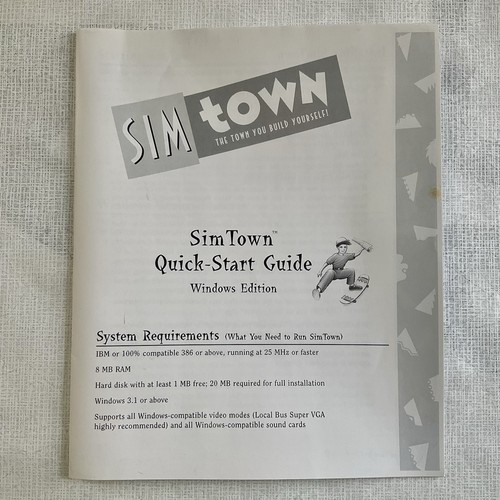 SIM TOWN
THE TOWN YOU BUILD YOURSELF!
SimTown™
Quick-Start Guide
Windows Edition
System Requirements (What You Need to Run SimTown)
IBM or 100% compatible 386 or above, running at 25 MHz or faster
8 MB RAM
Hard disk with at least 1 MB free; 20 MB required for full installation
Windows 3.1 or above
Supports all Windows-compatible video modes (Local Bus Super VGA
highly recommended) and all Windows-compatible sound cards